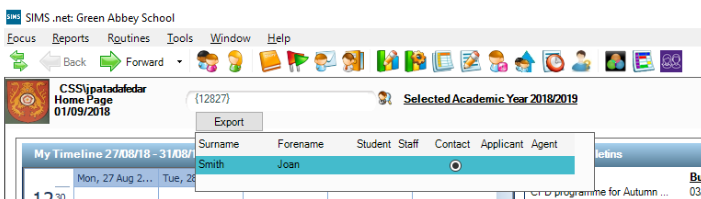 SIMS SIMS .net: Green Abbey School
Focus Reports Routines Tools Window Help
Back Forward
CSS\jpatadafedar
Home Page
01/09/2018
{12827}
Selected Academic Year 2018/2019
Export
Surname Forename Student Staff Contact Applicant Agent
Smith Joan
My Timeline 27/08/18 - 31/08/1
letins
Mon, 27 Aug 2... Tue, 28
Bu
CPD programme for Autumn ... 03
12 30